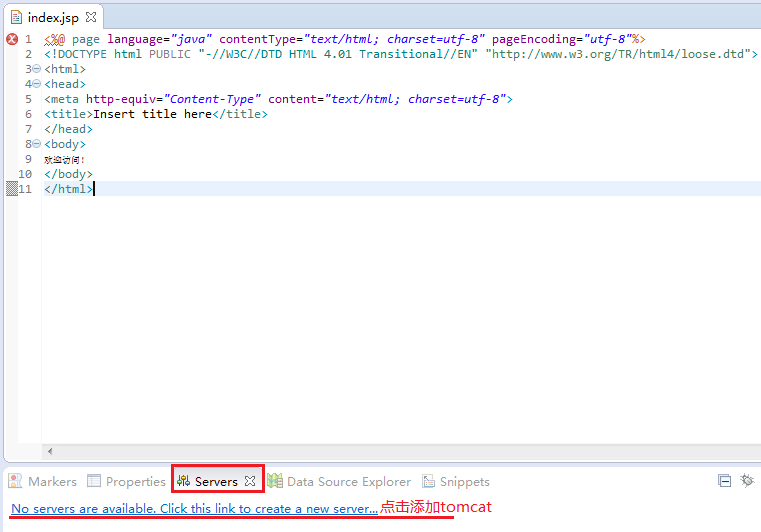 index.jsp
1 <%@ page language="java" contentType="text/html; charset=utf-8" pageEncoding="utf-8"%>
2 <!DOCTYPE html PUBLIC "-//W3C//DTD HTML 4.01 Transitional//EN" "http://www.w3.org/TR/html4/loose.dtd">
3 <html>
4 <head>
5 <meta http-equiv="Content-Type" content="text/html; charset=utf-8">
6 <title>Insert title here</title>
7 </head>
8 <body>
9 欢迎访问！
10 </body>
11 </html>
Markers Properties Servers Data Source Explorer Snippets
No servers are available. Click this link to create a new server... 点击添加tomcat